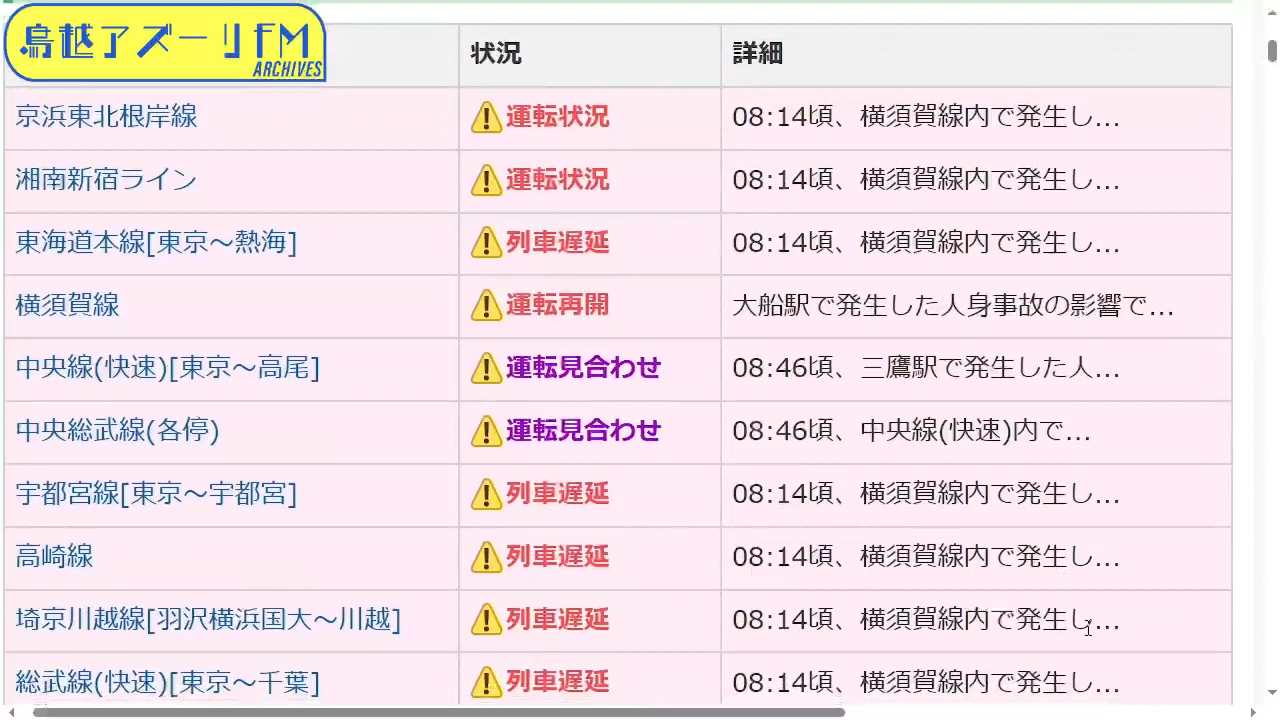 鳥越アズーリFM
ARCHIVES
状況 詳細
京浜東北根岸線 運転状況 08:14頃、横須賀線内で発生し...
湘南新宿ライン 運転状況 08:14頃、横須賀線内で発生し...
東海道本線[東京〜熱海] 列車遅延 08:14頃、横須賀線内で発生し...
横須賀線 運転再開 大船駅で発生した人身事故の影響で...
中央線(快速)[東京〜高尾] 運転見合わせ 08:46頃、三鷹駅で発生した人...
中央総武線(各停) 運転見合わせ 08:46頃、中央線(快速)内で...
宇都宮線[東京〜宇都宮] 列車遅延 08:14頃、横須賀線内で発生し...
高崎線 列車遅延 08:14頃、横須賀線内で発生し...
埼京川越線[羽沢横浜国大〜川越] 列車遅延 08:14頃、横須賀線内で発生し...
総武線(快速)[東京〜千葉] 列車遅延 08:14頃、横須賀線内で発生し...